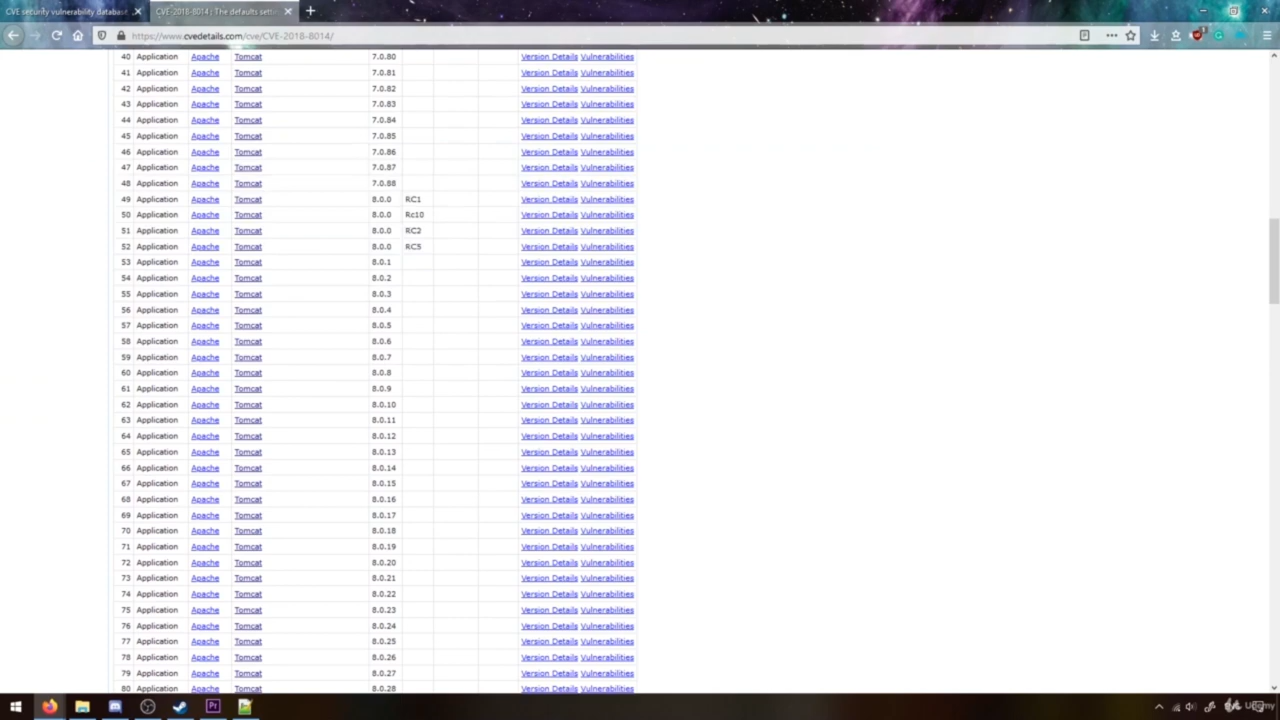 CVE security vulnerability database
CVE-2018-8014 : The defaults settin
https://www.cvedetails.com/cve/CVE-2018-8014/
40 Application Apache Tomcat 7.0.80 Version Details Vulnerabilities
41 Application Apache Tomcat 7.0.81 Version Details Vulnerabilities
42 Application Apache Tomcat 7.0.82 Version Details Vulnerabilities
43 Application Apache Tomcat 7.0.83 Version Details Vulnerabilities
44 Application Apache Tomcat 7.0.84 Version Details Vulnerabilities
45 Application Apache Tomcat 7.0.85 Version Details Vulnerabilities
46 Application Apache Tomcat 7.0.86 Version Details Vulnerabilities
47 Application Apache Tomcat 7.0.87 Version Details Vulnerabilities
48 Application Apache Tomcat 7.0.88 Version Details Vulnerabilities
49 Application Apache Tomcat 8.0.0 RC1 Version Details Vulnerabilities
50 Application Apache Tomcat 8.0.0 Rc10 Version Details Vulnerabilities
51 Application Apache Tomcat 8.0.0 RC2 Version Details Vulnerabilities
52 Application Apache Tomcat 8.0.0 RC5 Version Details Vulnerabilities
53 Application Apache Tomcat 8.0.1 Version Details Vulnerabilities
54 Application Apache Tomcat 8.0.2 Version Details Vulnerabilities
55 Application Apache Tomcat 8.0.3 Version Details Vulnerabilities
56 Application Apache Tomcat 8.0.4 Version Details Vulnerabilities
57 Application Apache Tomcat 8.0.5 Version Details Vulnerabilities
58 Application Apache Tomcat 8.0.6 Version Details Vulnerabilities
59 Application Apache Tomcat 8.0.7 Version Details Vulnerabilities
60 Application Apache Tomcat 8.0.8 Version Details Vulnerabilities
61 Application Apache Tomcat 8.0.9 Version Details Vulnerabilities
62 Application Apache Tomcat 8.0.10 Version Details Vulnerabilities
63 Application Apache Tomcat 8.0.11 Version Details Vulnerabilities
64 Application Apache Tomcat 8.0.12 Version Details Vulnerabilities
65 Application Apache Tomcat 8.0.13 Version Details Vulnerabilities
66 Application Apache Tomcat 8.0.14 Version Details Vulnerabilities
67 Application Apache Tomcat 8.0.15 Version Details Vulnerabilities
68 Application Apache Tomcat 8.0.16 Version Details Vulnerabilities
69 Application Apache Tomcat 8.0.17 Version Details Vulnerabilities
70 Application Apache Tomcat 8.0.18 Version Details Vulnerabilities
71 Application Apache Tomcat 8.0.19 Version Details Vulnerabilities
72 Application Apache Tomcat 8.0.20 Version Details Vulnerabilities
73 Application Apache Tomcat 8.0.21 Version Details Vulnerabilities
74 Application Apache Tomcat 8.0.22 Version Details Vulnerabilities
75 Application Apache Tomcat 8.0.23 Version Details Vulnerabilities
76 Application Apache Tomcat 8.0.24 Version Details Vulnerabilities
77 Application Apache Tomcat 8.0.25 Version Details Vulnerabilities
78 Application Apache Tomcat 8.0.26 Version Details Vulnerabilities
79 Application Apache Tomcat 8.0.27 Version Details Vulnerabilities
80 Application Apache Tomcat 8.0.28 Version Details Vulnerabilities
Pr
Udemy